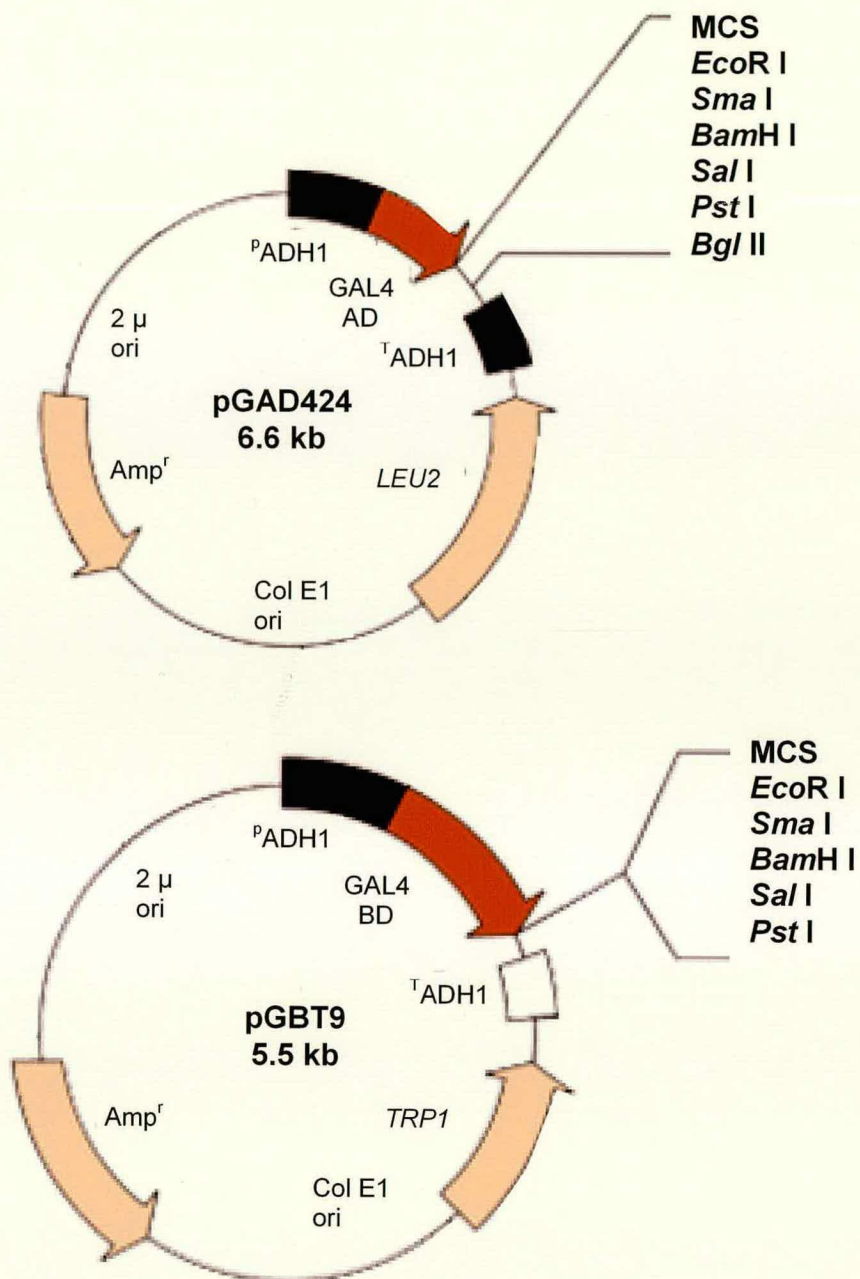 MCS
EcoR I
Sma I
BamH I
Sal I
Pst I
Bgl II
ᵖADH1
GAL4
AD
ᵀADH1
2 µ
ori
pGAD424
6.6 kb
Ampʳ
LEU2
Col E1
ori
MCS
EcoR I
Sma I
BamH I
Sal I
Pst I
ᵖADH1
GAL4
BD
2 µ
ori
ᵀADH1
pGBT9
5.5 kb
Ampʳ
TRP1
Col E1
ori